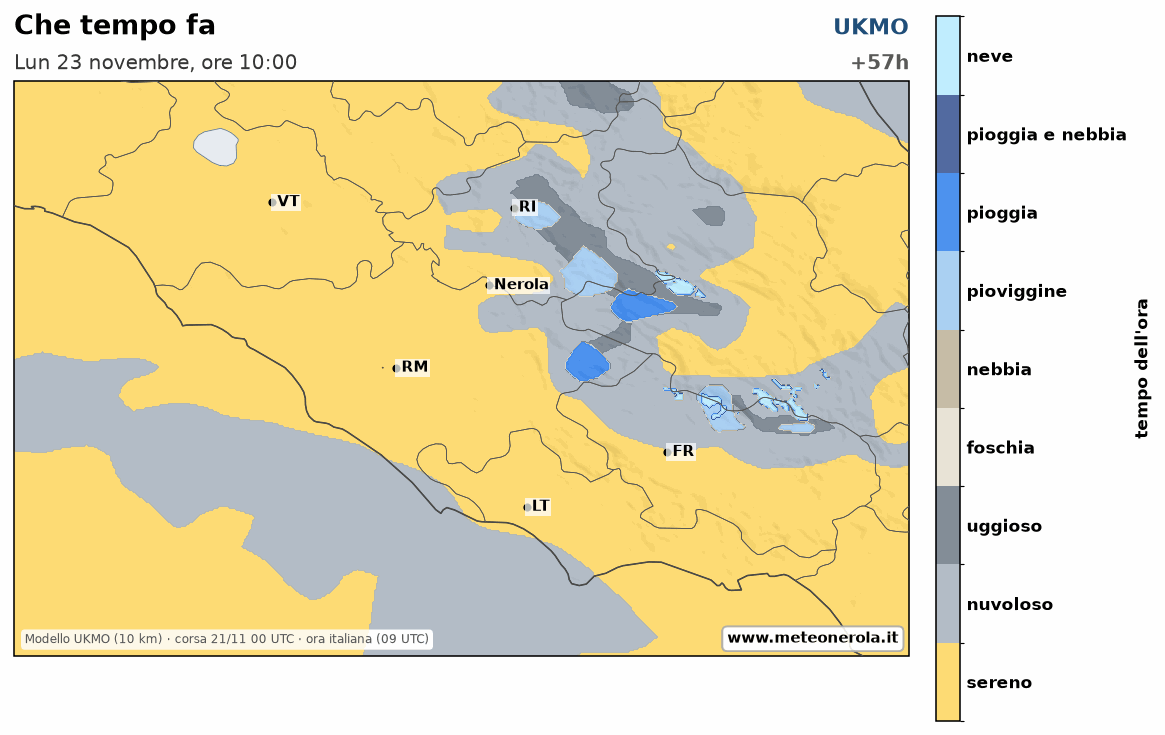 Che tempo fa
UKMO
Lun 23 novembre, ore 10:00
+57h
VT
RI
Nerola
RM
FR
LT
Modello UKMO (10 km) · corsa 21/11 00 UTC · ora italiana (09 UTC)
www.meteonerola.it
neve
pioggia e nebbia
pioggia
pioviggine
nebbia
foschia
uggioso
nuvoloso
sereno
tempo dell'ora